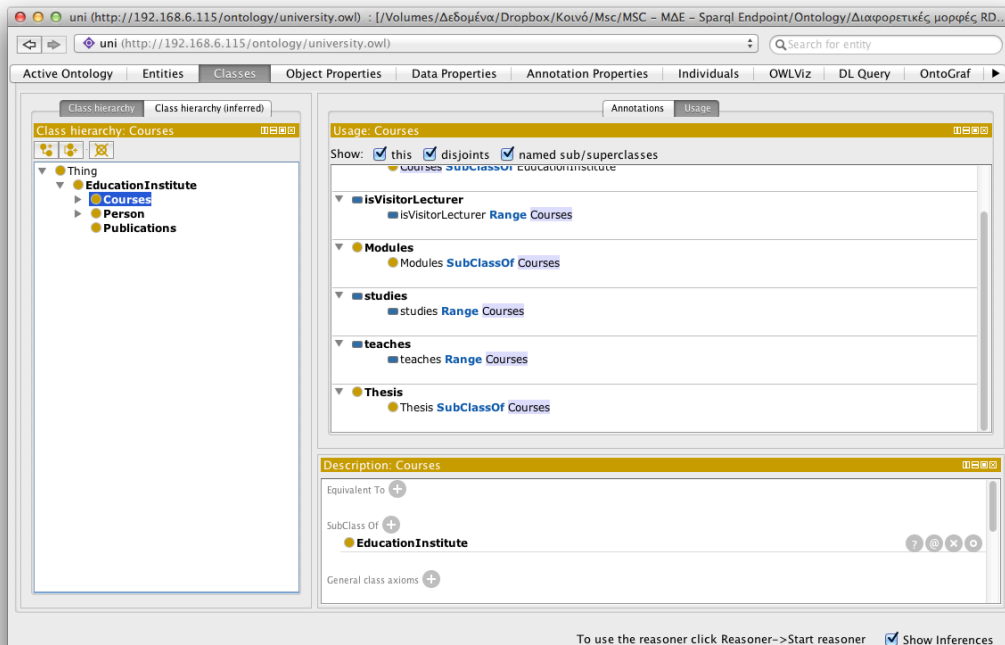 uni (http://192.168.6.115/ontology/university.owl) : [/Volumes/Δεδομένα/Dropbox/Κοινό/Msc/MSC – ΜΔΕ – Sparql Endpoint/Ontology/Διαφορετικές μορφές RD...
uni (http://192.168.6.115/ontology/university.owl)
Search for entity
Active Ontology Entities Classes Object Properties Data Properties Annotation Properties Individuals OWLViz DL Query OntoGraf
Class hierarchy Class hierarchy (inferred)
Class hierarchy: Courses
Thing
EducationInstitute
Courses
Person
Publications
Annotations Usage
Usage: Courses
Show: this disjoints named sub/superclasses
Courses SubClassOf EducationInstitute
isVisitorLecturer
isVisitorLecturer Range Courses
Modules
Modules SubClassOf Courses
studies
studies Range Courses
teaches
teaches Range Courses
Thesis
Thesis SubClassOf Courses
Description: Courses
Equivalent To
SubClass Of
EducationInstitute
General class axioms
To use the reasoner click Reasoner->Start reasoner Show Inferences